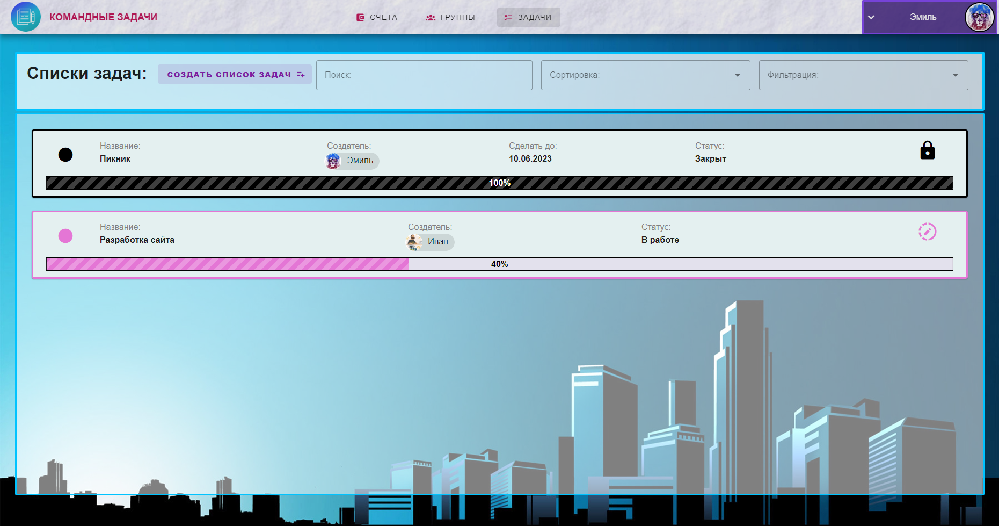 КОМАНДНЫЕ ЗАДАЧИ
СЧЕТА
ГРУППЫ
ЗАДАЧИ
Эмиль
Списки задач:
СОЗДАТЬ СПИСОК ЗАДАЧ
Поиск:
Сортировка:
Фильтрация:
Название:
Создатель:
Сделать до:
Статус:
Пикник
Эмиль
10.06.2023
Закрыт
100%
Название:
Создатель:
Статус:
Разработка сайта
Иван
В работе
40%